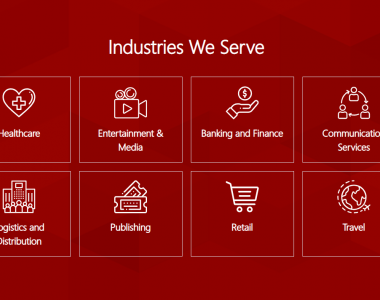 Industries We Serve
Healthcare
Entertainment &
Media
Banking and Finance
Communication
Services
ogistics and
Distribution
Publishing
Retail
Travel